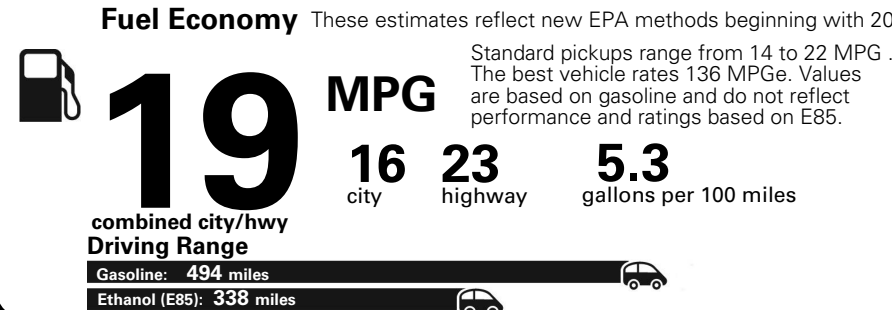 Fuel Economy These estimates reflect new EPA methods beginning with 20
Standard pickups range from 14 to 22 MPG .
The best vehicle rates 136 MPGe. Values
are based on gasoline and do not reflect
performance and ratings based on E85.
19 MPG
16 23 5.3
city highway gallons per 100 miles
combined city/hwy
Driving Range
Gasoline: 494 miles
Ethanol (E85): 338 miles